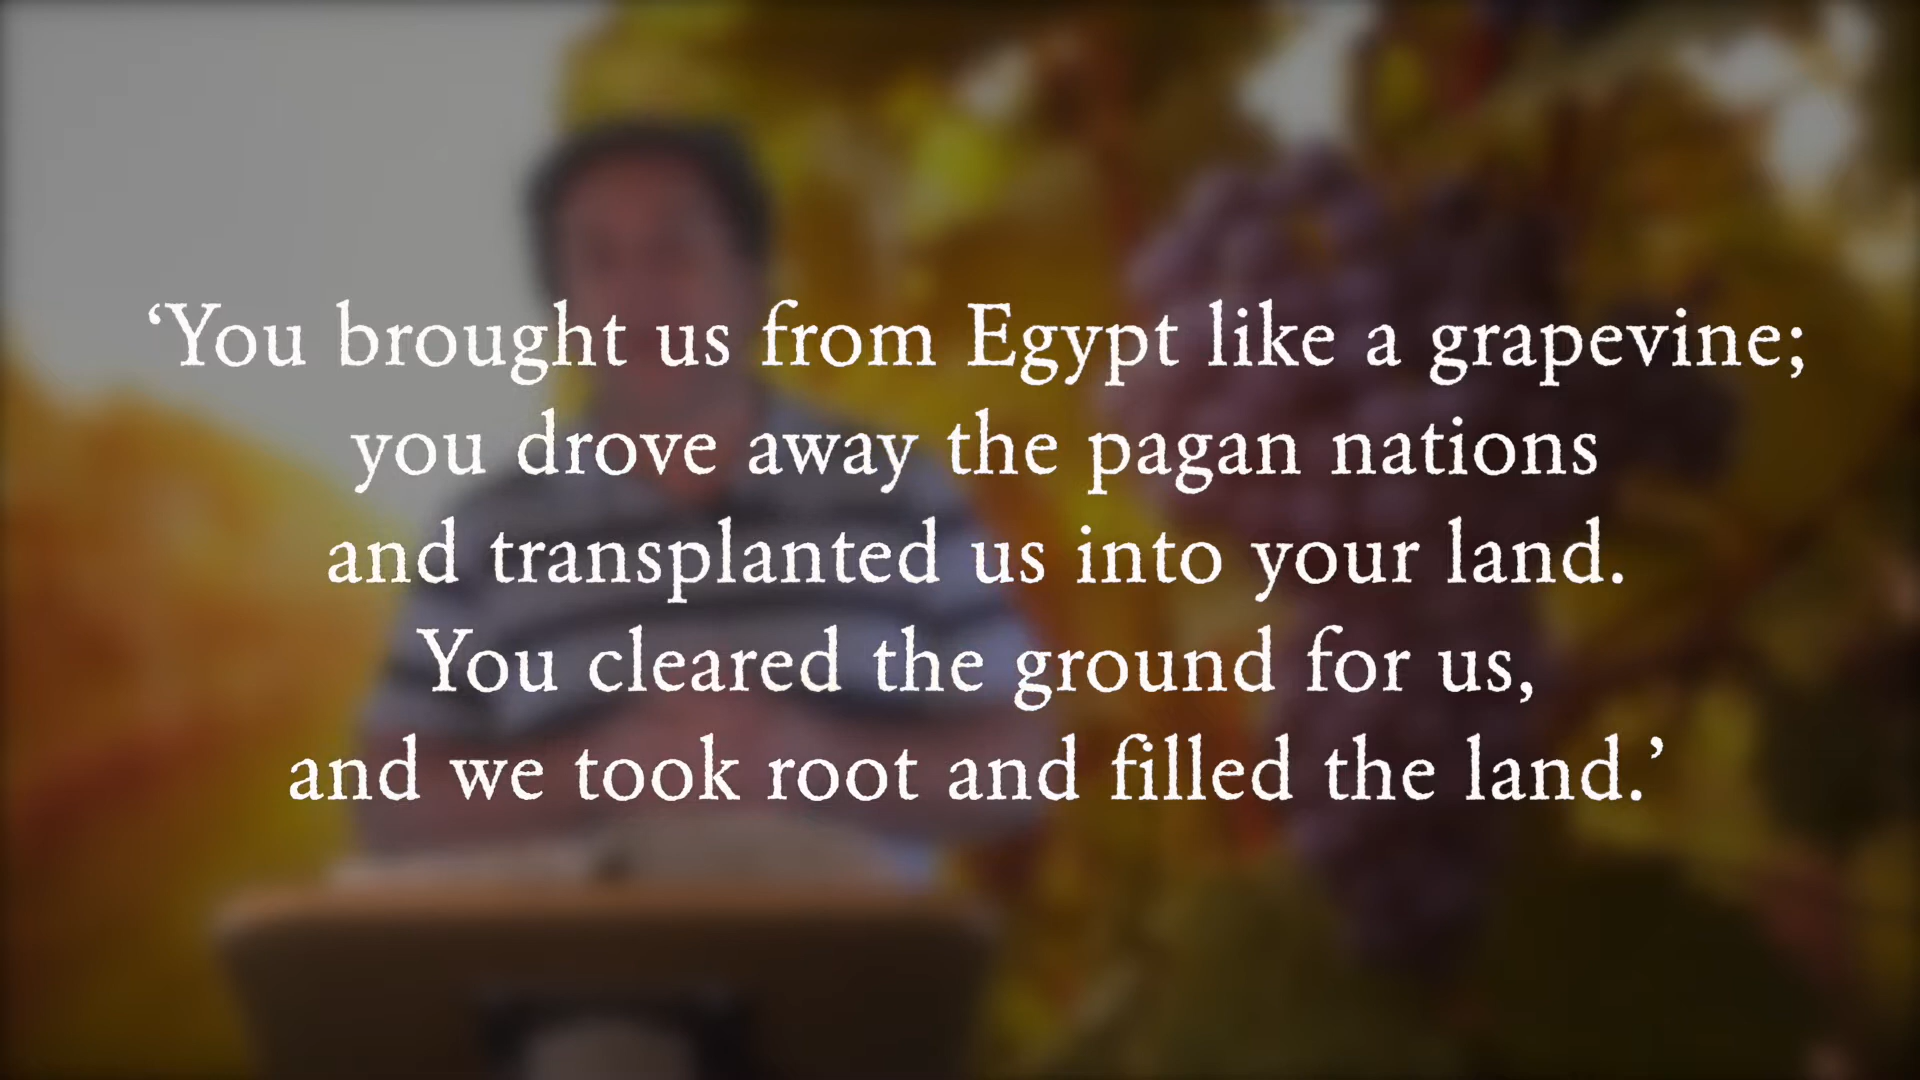 ‘You brought us from Egypt like a grapevine;
you drove away the pagan nations
and transplanted us into your land.
You cleared the ground for us,
and we took root and filled the land.’